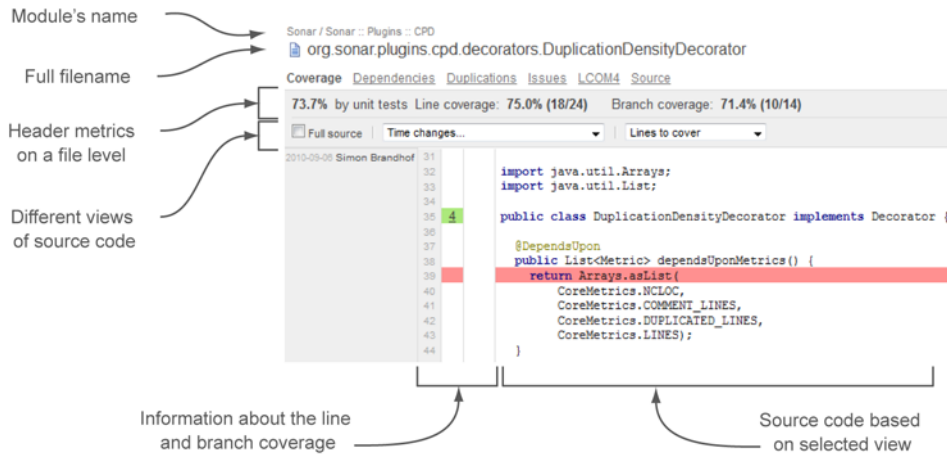 Module's name
Sonar / Sonar :: Plugins :: CPD
Full filename
org.sonar.plugins.cpd.decorators.DuplicationDensityDecorator
Coverage Dependencies Duplications Issues LCOM4 Source
Header metrics
on a file level
73.7% by unit tests Line coverage: 75.0% (18/24) Branch coverage: 71.4% (10/14)
Different views
of source code
Full source Time changes... Lines to cover
2010-09-06 Simon Brandhof 31
32 import java.util.Arrays;
33 import java.util.List;
34
35 4 public class DuplicationDensityDecorator implements Decorator {
36
37 @DependsUpon
38 public List<Metric> dependsUponMetrics() {
39 return Arrays.asList(
40 CoreMetrics.NCLOC,
41 CoreMetrics.COMMENT_LINES,
42 CoreMetrics.DUPLICATED_LINES,
43 CoreMetrics.LINES);
44 }
Information about the line
and branch coverage
Source code based
on selected view